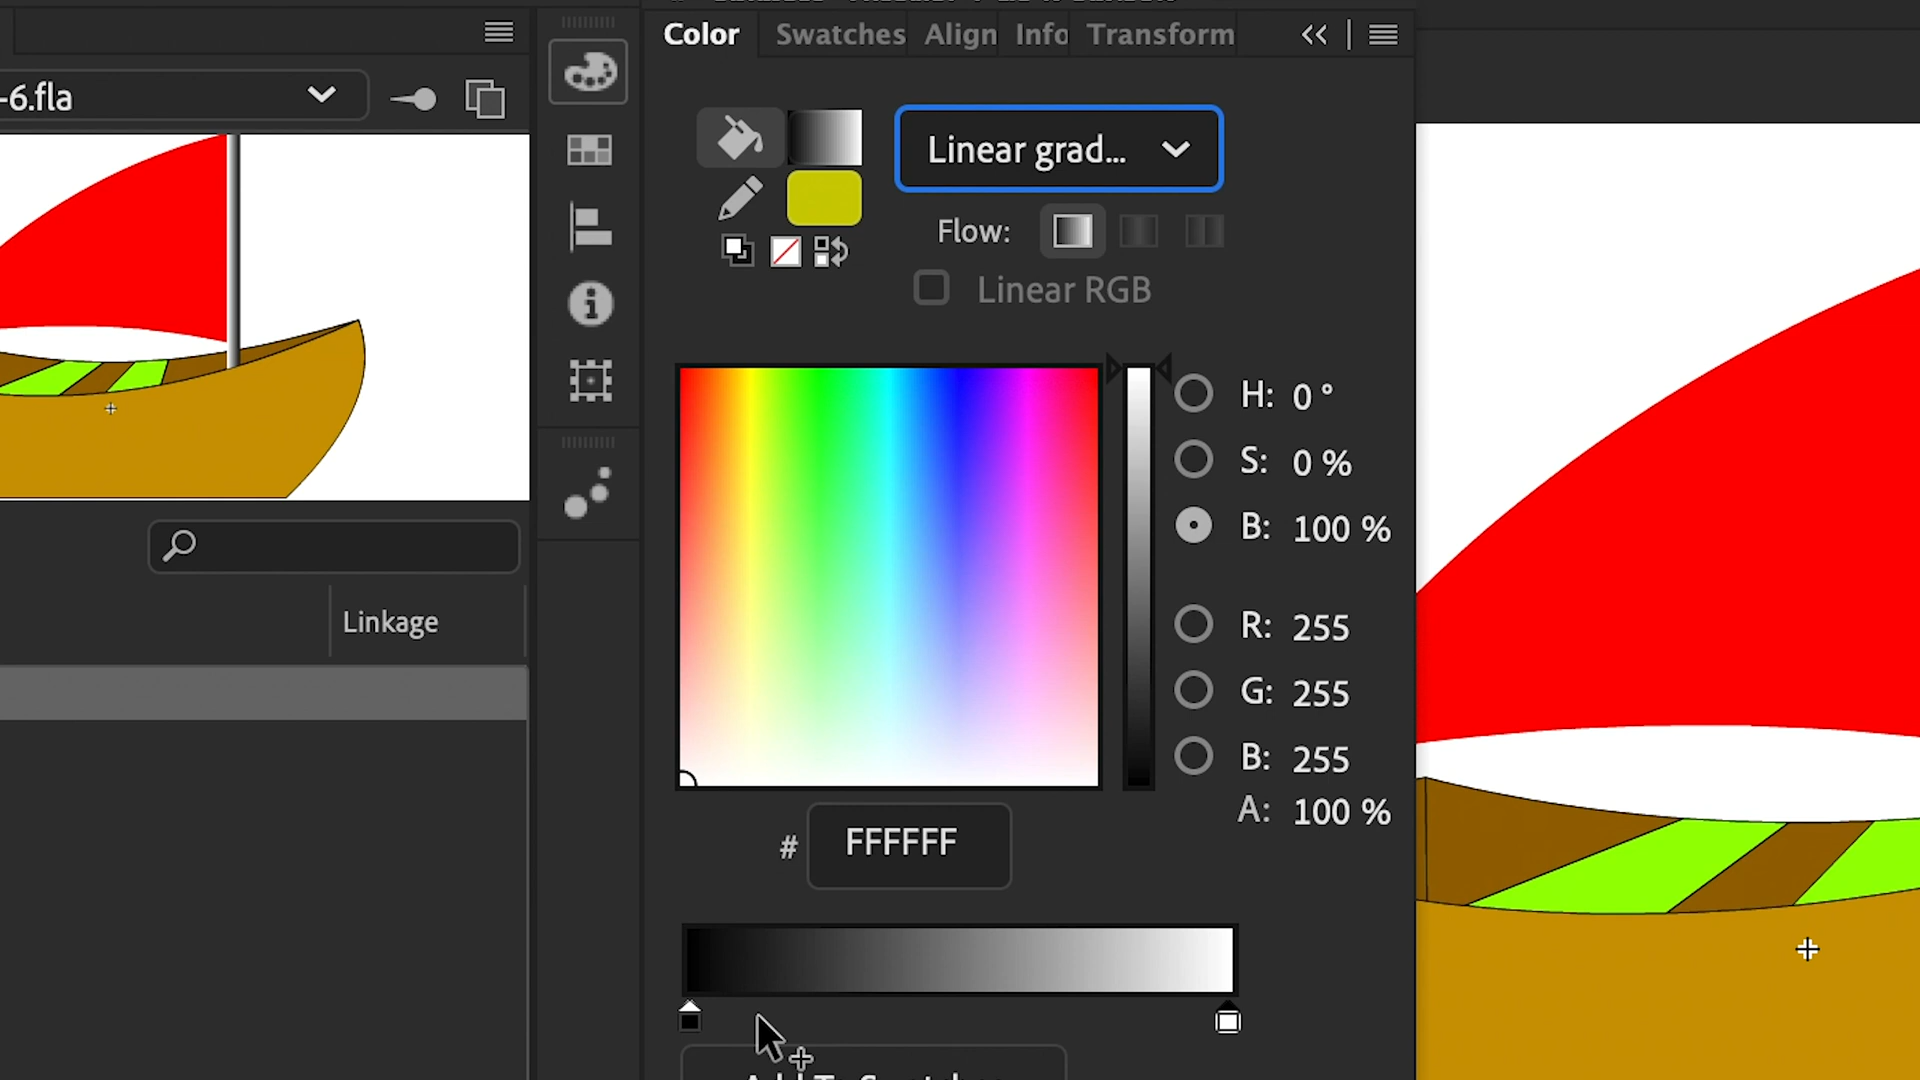 Color Swatches Align Info Transform
-6.fla
Linear grad...
Flow:
Linear RGB
H: 0 °
S: 0 %
B: 100 %
Linkage
R: 255
G: 255
B: 255
A: 100 %
# FFFFFF